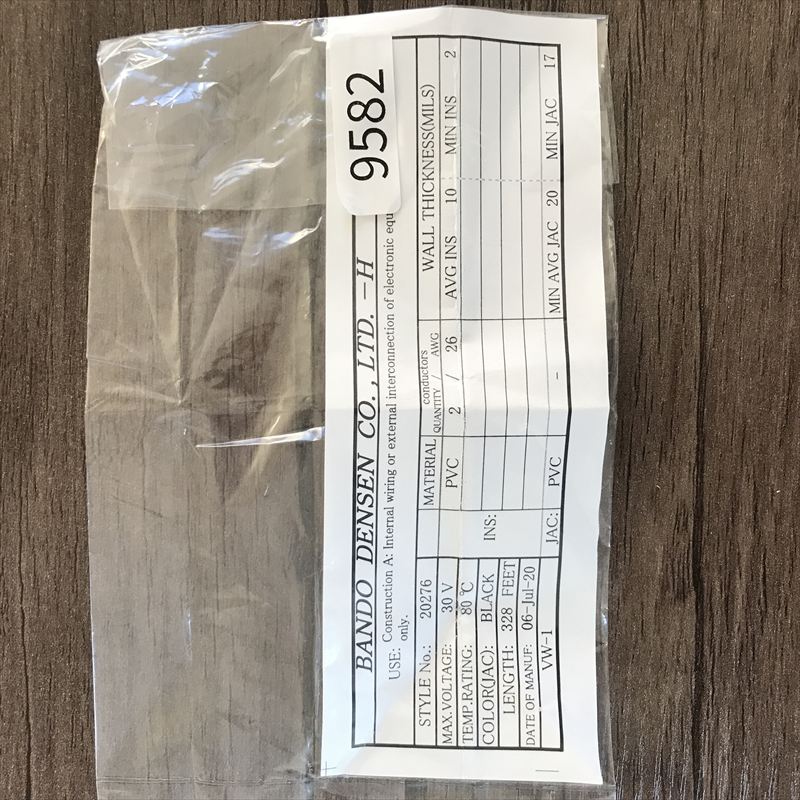 9582
BANDO DENSEN CO., LTD. -H
USE: Construction A: Internal wiring or external interconnection of electronic equ
only.
STYLE No.: 20276 MATERIAL conductors QUANTITY / AWG WALL THICKNESS(MILS)
MAX.VOLTAGE: 30 V PVC 2 / 26 AVG INS 10 MIN INS 2
TEMP.RATING: 80 ℃
COLOR(JAC): BLACK INS:
LENGTH: 328 FEET
DATE OF MANUF: 06-Jul-20
VW-1 JAC: PVC - MIN AVG JAC 20 MIN JAC 17